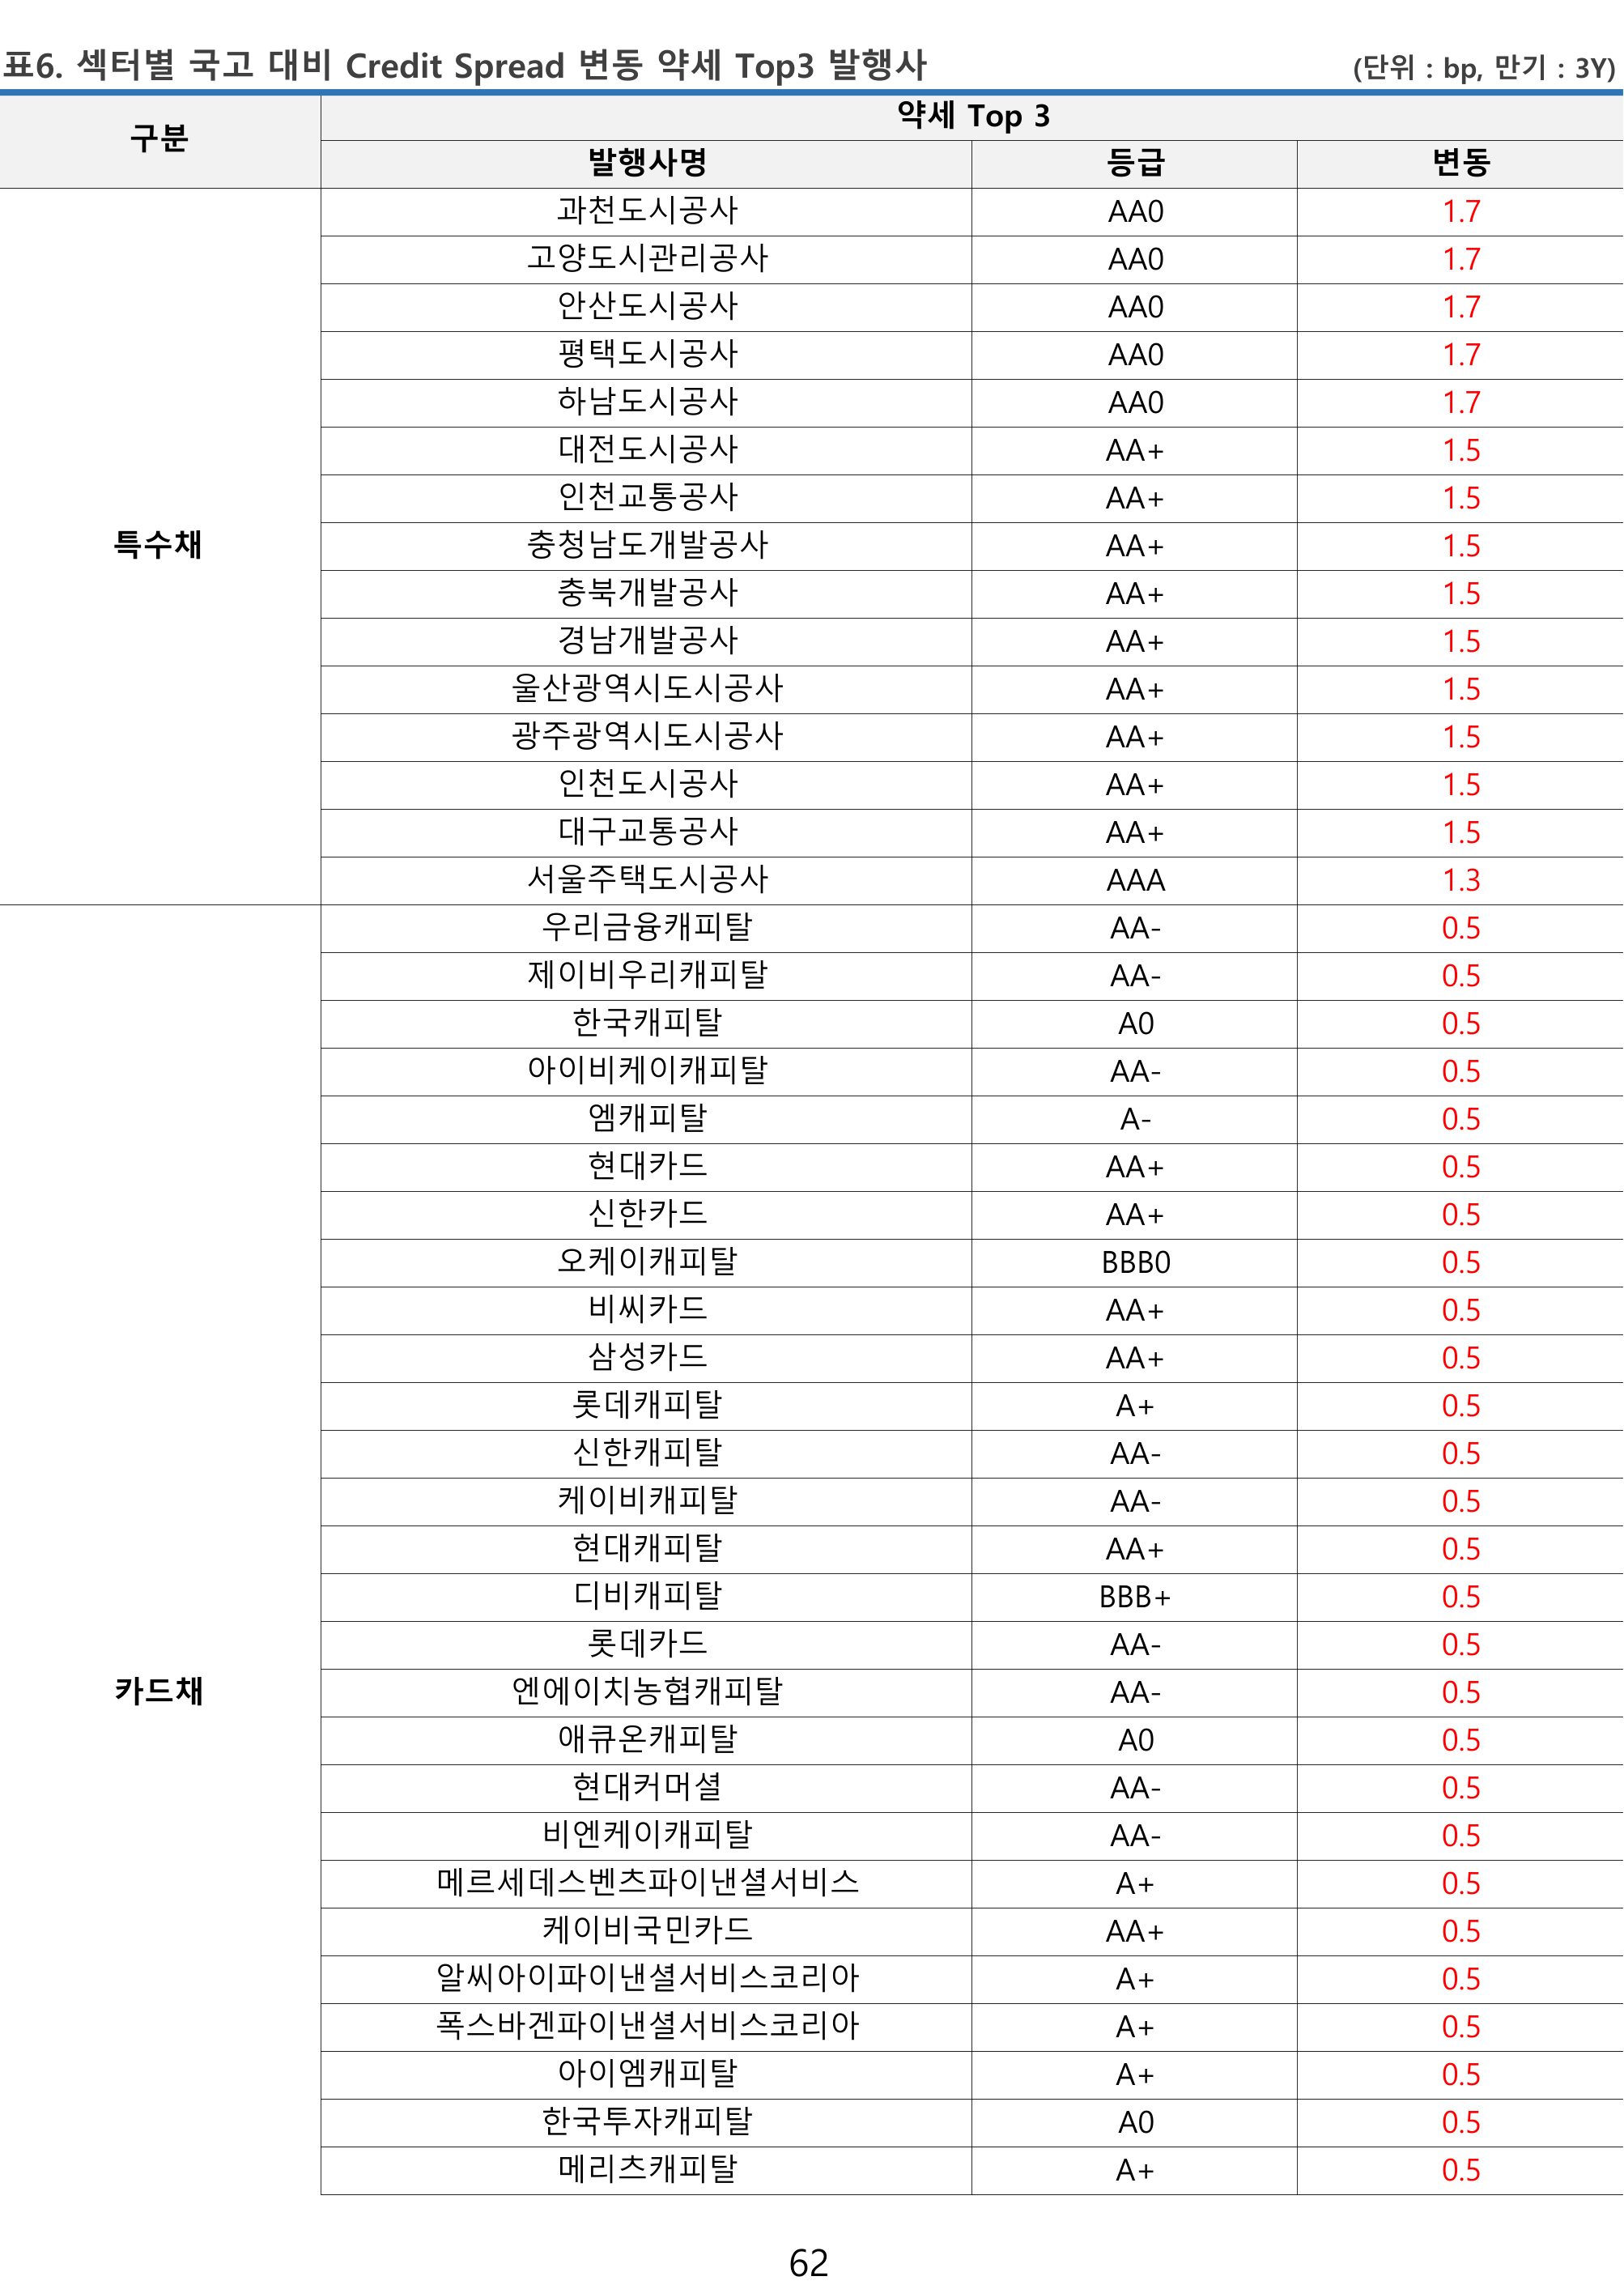 표6. 섹터별 국고 대비 Credit Spread 변동 약세 Top3 발행사 (단위 : bp, 만기 : 3Y)
구분 약세 Top 3
발행사명 등급 변동
특수채
과천도시공사 AA0 1.7
고양도시관리공사 AA0 1.7
안산도시공사 AA0 1.7
평택도시공사 AA0 1.7
하남도시공사 AA0 1.7
대전도시공사 AA+ 1.5
인천교통공사 AA+ 1.5
충청남도개발공사 AA+ 1.5
충북개발공사 AA+ 1.5
경남개발공사 AA+ 1.5
울산광역시도시공사 AA+ 1.5
광주광역시도시공사 AA+ 1.5
인천도시공사 AA+ 1.5
대구교통공사 AA+ 1.5
서울주택도시공사 AAA 1.3
카드채
우리금융캐피탈 AA- 0.5
제이비우리캐피탈 AA- 0.5
한국캐피탈 A0 0.5
아이비케이캐피탈 AA- 0.5
엠캐피탈 A- 0.5
현대카드 AA+ 0.5
신한카드 AA+ 0.5
오케이캐피탈 BBB0 0.5
비씨카드 AA+ 0.5
삼성카드 AA+ 0.5
롯데캐피탈 A+ 0.5
신한캐피탈 AA- 0.5
케이비캐피탈 AA- 0.5
현대캐피탈 AA+ 0.5
디비캐피탈 BBB+ 0.5
롯데카드 AA- 0.5
엔에이치농협캐피탈 AA- 0.5
애큐온캐피탈 A0 0.5
현대커머셜 AA- 0.5
비엔케이캐피탈 AA- 0.5
메르세데스벤츠파이낸셜서비스 A+ 0.5
케이비국민카드 AA+ 0.5
알씨아이파이낸셜서비스코리아 A+ 0.5
폭스바겐파이낸셜서비스코리아 A+ 0.5
아이엠캐피탈 A+ 0.5
한국투자캐피탈 A0 0.5
메리츠캐피탈 A+ 0.5
62